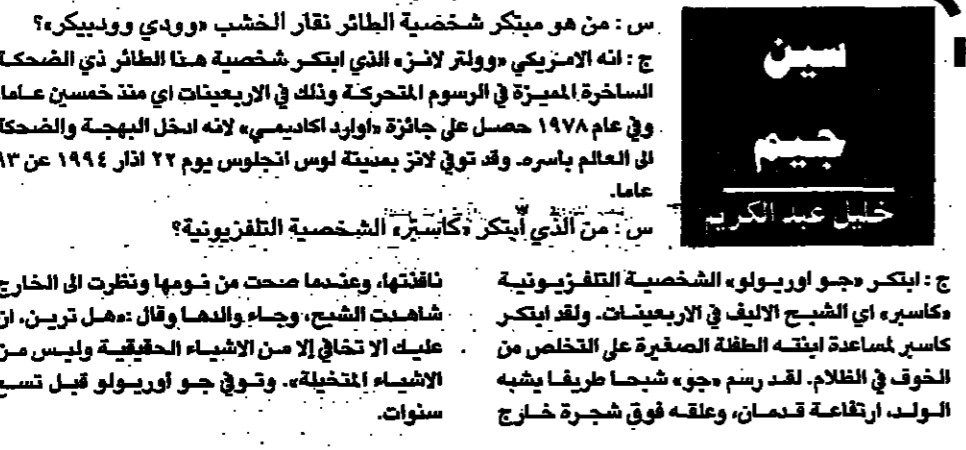 سين
جيم
خليل عبد الكريم
س : من هو مبتكر شخصية الطائر نقار الخشب «وودي وودبيكر»؟
ج : انه الامريكي «وولتر لانز» الذي ابتكر شخصية هذا الطائر ذي الضحكة
الساخرة المميزة في الرسوم المتحركة وذلك في الاربعينات اي منذ خمسين عاما.
وفي عام ١٩٧٨ حصل على جائزة «اوارد اكاديمي» لانه ادخل البهجة والضحكة
الى العالم باسره. وقد توفي لانز بمدينة لوس انجلوس يوم ٢٢ اذار ١٩٩٤ عن ٩٣
عاما.
س : من الذي أبتكر «كاسبر» الشخصية التلفزيونية؟
ج : ابتكر «جو اوريولو» الشخصية التلفزيونية
«كاسبر» اي الشبح الاليف في الاربعينات. ولقد ابتكر
كاسبر لمساعدة ابنته الطفلة الصغيرة على التخلص من
الخوف في الظلام. لقد رسم «جو» شبحا طريفا يشبه
الولد، ارتفاعة قدمان، وعلقه فوق شجرة خارج
نافذتها، وعندما صحت من نومها ونظرت الى الخارج
شاهدت الشبح، وجاء والدها وقال : «هل ترين، ان
عليك الا تخافي إلا من الاشياء الحقيقية وليس من
الاشياء المتخيلة». وتوفي جو أوريولو قبل تسع
سنوات.